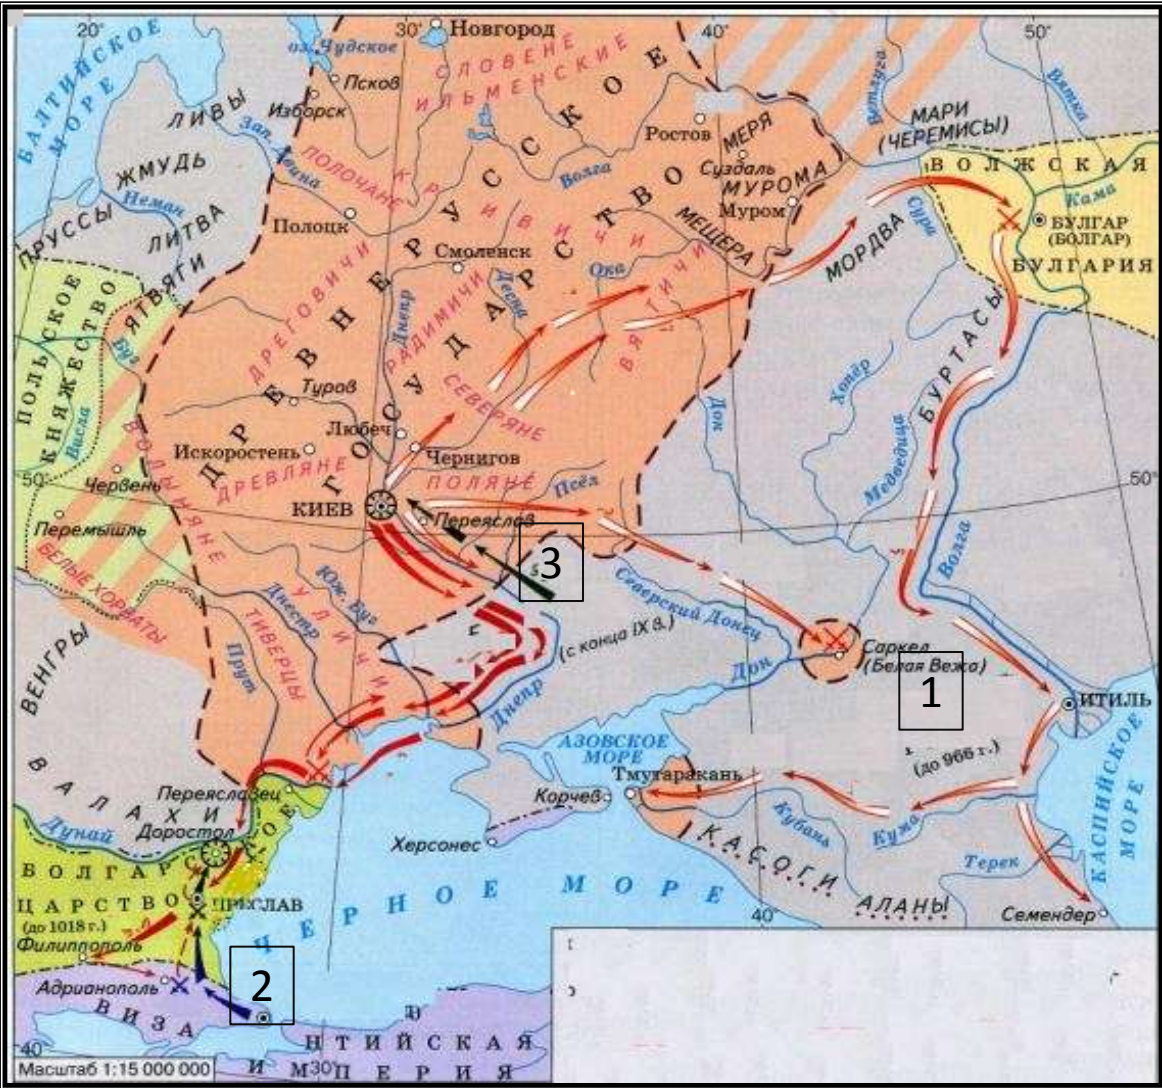 20°
30°
40°
50°
БАЛТИЙСКОЕ
МОРЕ
оз. Чудское
Новгород
СЛОВЕНЕ
ИЛЬМЕНСКИЕ
Псков
Изборск
ЛИВЫ
Зап. Двина
ЖМУДЬ
Неман
ПРУССЫ
ЛИТВА
ЯТВЯГИ
ПОЛОЧАНЕ
Полоцк
КРИВИЧИ
Смоленск
Волга
Ростов
МЕРЯ
Суздаль
МУРОМА
Муром
МЕЩЕРА
Ветлуга
Вятка
МАРИ
(ЧЕРЕМИСЫ)
ВОЛЖСКАЯ
Кама
БУЛГАР
(БОЛГАР)
БУЛГАРИЯ
Сура
МОРДВА
БУРТАСЫ
ДРЕВНЕРУССКОЕ
ГОСУДАРСТВО
ДРЕГОВИЧИ
РАДИМИЧИ
Днепр
Десна
Ока
ВЯТИЧИ
СЕВЕРЯНЕ
Дон
Хопёр
Медведица
Волга
ПОЛЬСКОЕ
КНЯЖЕСТВО
Висла
Буг
ВОЛЫНЯНЕ
Туров
Любеч
Искоростень
Чернигов
ДРЕВЛЯНЕ
ПОЛЯНЕ
Псёл
КИЕВ
Переяслав
50°
50°
Червень
Перемышль
БЕЛЫЕ ХОРВАТЫ
3
Юж. Буг
Днестр
УЛИЧИ
ТИВЕРЦЫ
Прут
ВЕНГРЫ
Северский Донец
(с конца IX в.)
Днепр
Дон
Саркел
(Белая Вежа)
1
ИТИЛЬ
(до 966 г.)
АЗОВСКОЕ
МОРЕ
Тмутаракань
Корчев
Кубань
Кума
КАСПИЙСКОЕ
МОРЕ
ВАЛАХИ
Переяславец
Дунай
Доростол
Херсонес
КАСОГИ
Терек
АЛАНЫ
Семендер
БОЛГАРСКОЕ
ЦАРСТВО
(до 1018 г.)
ПРЕСЛАВ
ЧЕРНОЕ МОРЕ
40
Филиппополь
Адрианополь
2
ВИЗАНТИЙСКАЯ
ИМПЕРИЯ
40
30°
Масштаб 1:15 000 000